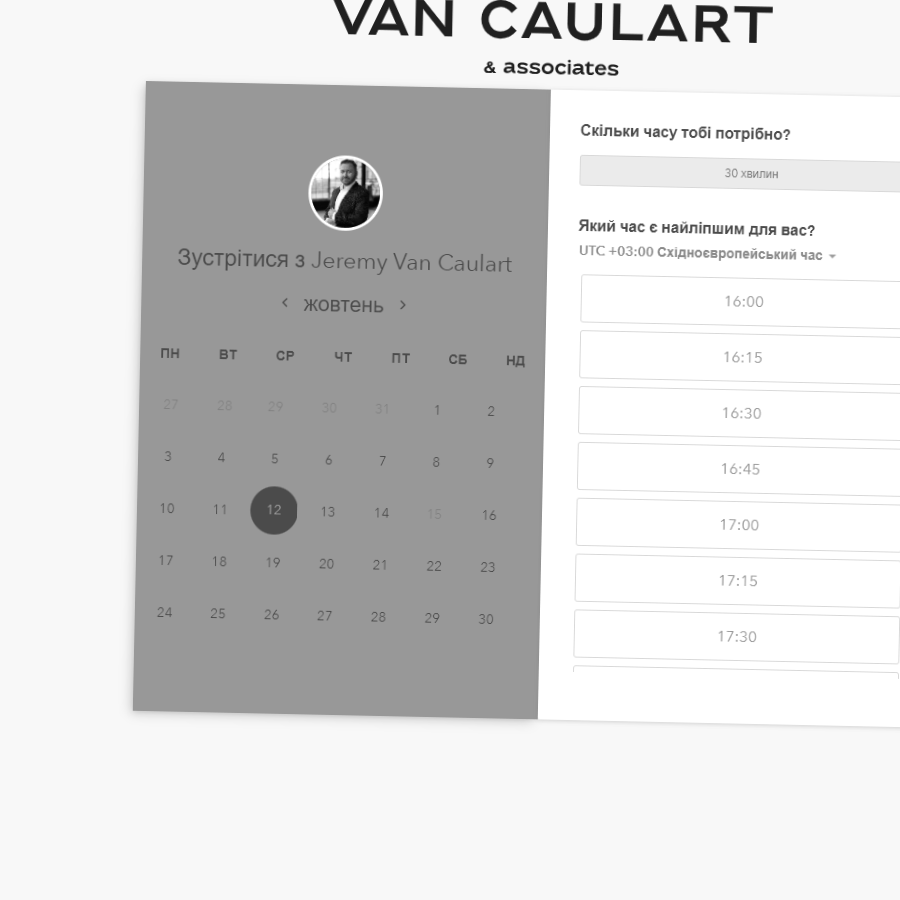 VAN CAULART
& associates
Зустрітися з Jeremy Van Caulart
жовтень
ПН ВТ СР ЧТ ПТ СБ НД
27 28 29 30 31 1 2
3 4 5 6 7 8 9
10 11 12 13 14 15 16
17 18 19 20 21 22 23
24 25 26 27 28 29 30
Скільки часу тобі потрібно?
30 хвилин
Який час є найліпшим для вас?
UTC +03:00 Східноєвропейський час
16:00
16:15
16:30
16:45
17:00
17:15
17:30